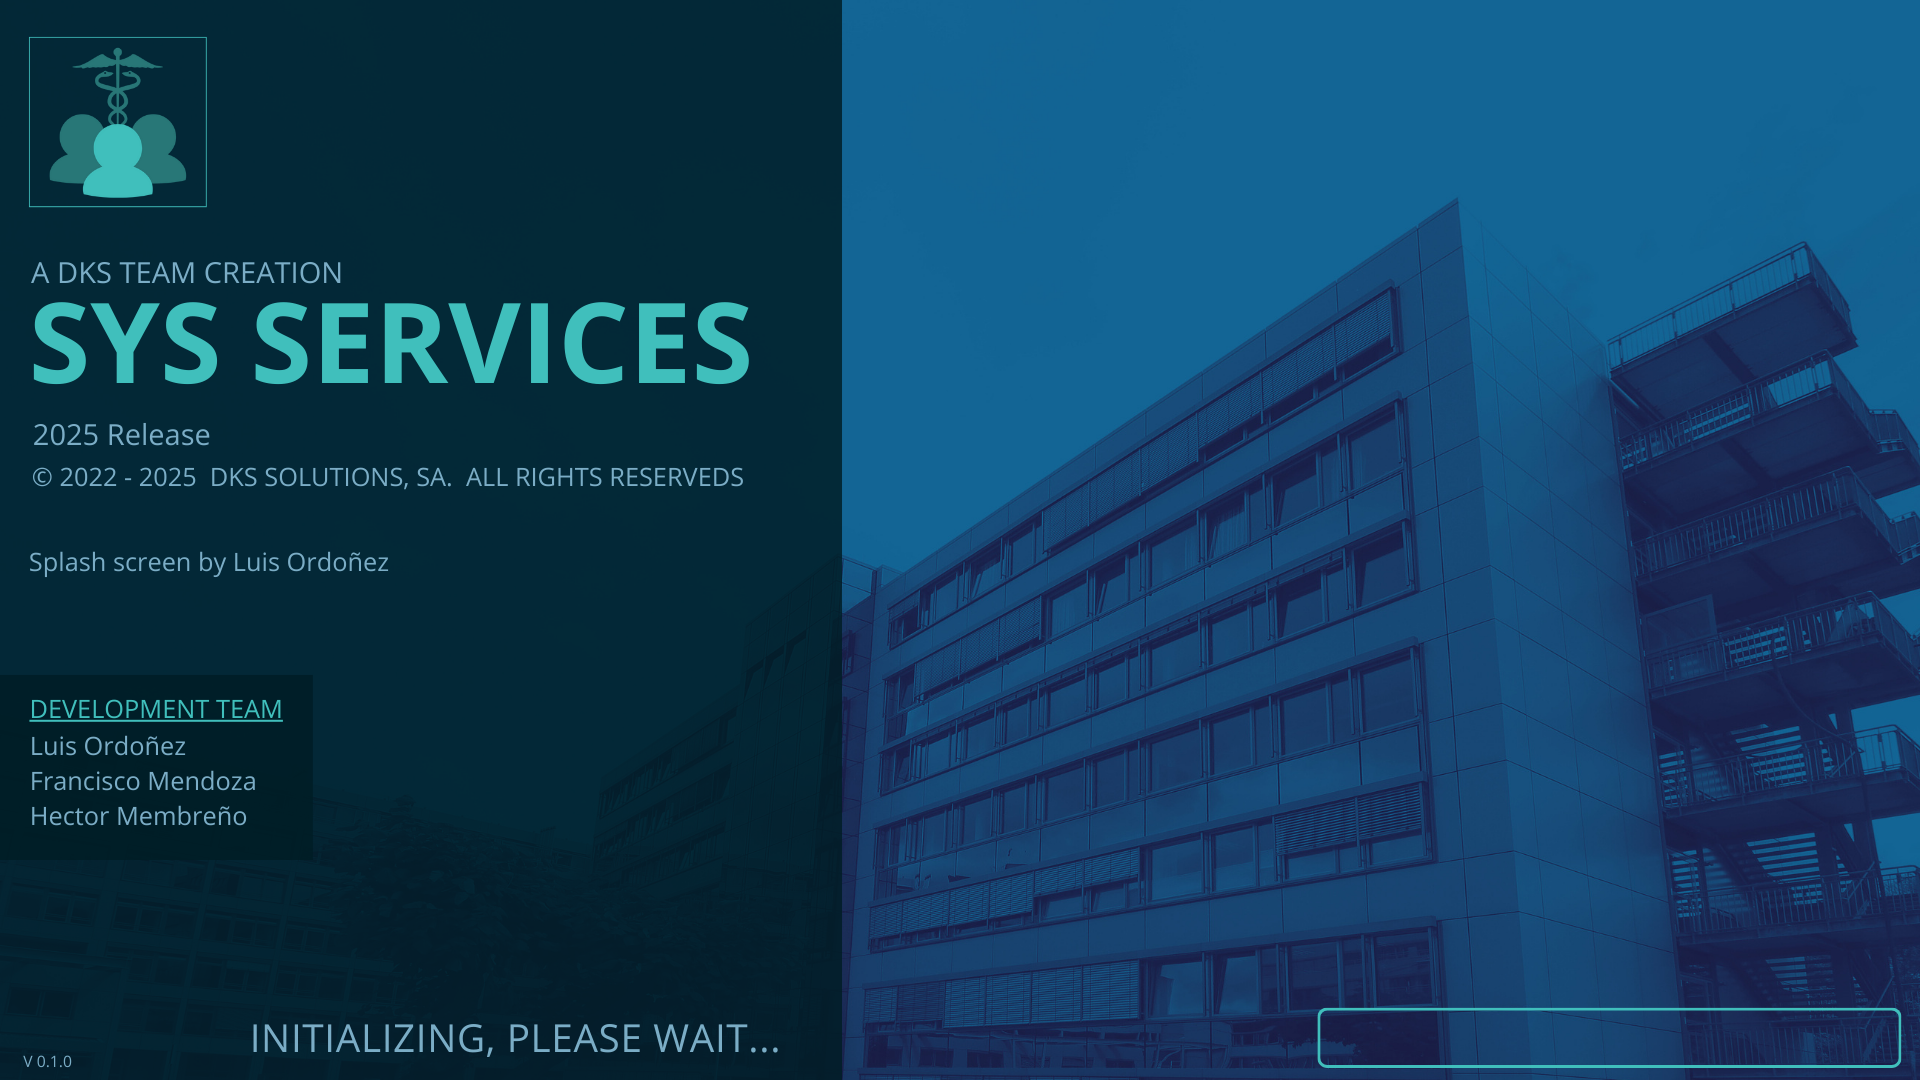 A DKS TEAM CREATION
SYS SERVICES
2025 Release
© 2022 - 2025 DKS SOLUTIONS, SA. ALL RIGHTS RESERVEDS
Splash screen by Luis Ordoñez
DEVELOPMENT TEAM
Luis Ordoñez
Francisco Mendoza
Hector Membreño
INITIALIZING, PLEASE WAIT...
V 0.1.0